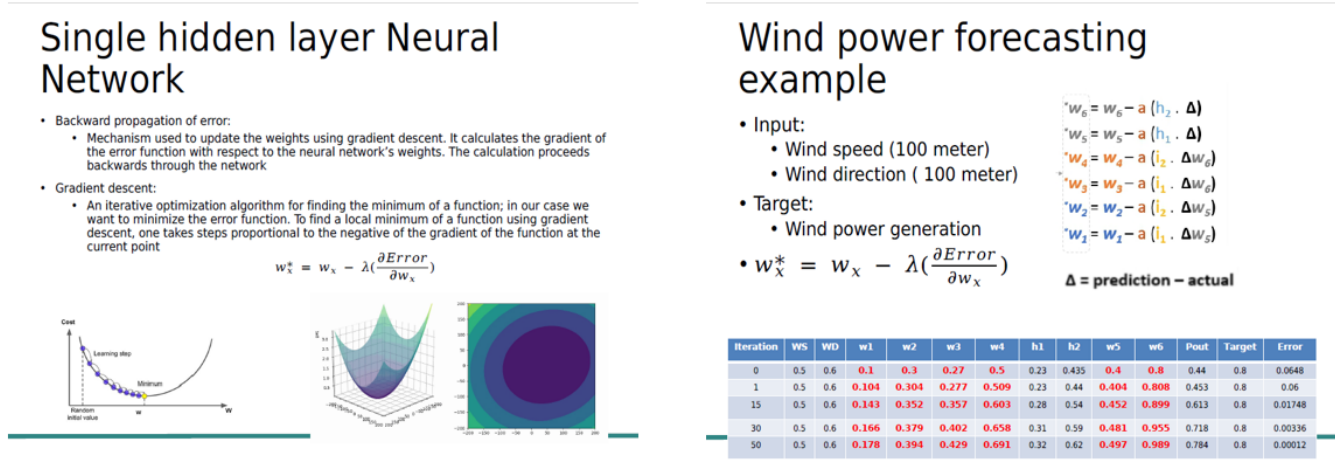 Single hidden layer Neural
Network
• Backward propagation of error:
• Mechanism used to update the weights using gradient descent. It calculates the gradient of
the error function with respect to the neural network's weights. The calculation proceeds
backwards through the network
• Gradient descent:
• An iterative optimization algorithm for finding the minimum of a function; in our case we
want to minimize the error function. To find a local minimum of a function using gradient
descent, one takes steps proportional to the negative of the gradient of the function at the
current point
w*ₓ = wₓ − λ(∂Error/∂wₓ)
Cost
Learning step
Minimum
Random
initial value
w
W
Wind power forecasting
example
• Input:
• Wind speed (100 meter)
• Wind direction ( 100 meter)
• Target:
• Wind power generation
• w*ₓ = wₓ − λ(∂Error/∂wₓ)
*w₆ = w₆ − a (h₂ . Δ)
*w₅ = w₅ − a (h₁ . Δ)
*w₄ = w₄ − a (i₂ . Δw₆)
*w₃ = w₃ − a (i₁ . Δw₆)
*w₂ = w₂ − a (i₂ . Δw₅)
*w₁ = w₁ − a (i₁ . Δw₅)
Δ = prediction − actual
Iteration WS WD w1 w2 w3 w4 h1 h2 w5 w6 Pout Target Error
0 0.5 0.6 0.1 0.3 0.27 0.5 0.23 0.435 0.4 0.8 0.44 0.8 0.0648
1 0.5 0.6 0.104 0.304 0.277 0.509 0.23 0.44 0.404 0.808 0.453 0.8 0.06
15 0.5 0.6 0.143 0.352 0.357 0.603 0.28 0.54 0.452 0.899 0.613 0.8 0.01748
30 0.5 0.6 0.166 0.379 0.402 0.658 0.31 0.59 0.481 0.955 0.718 0.8 0.00336
50 0.5 0.6 0.178 0.394 0.429 0.691 0.32 0.62 0.497 0.989 0.784 0.8 0.00012